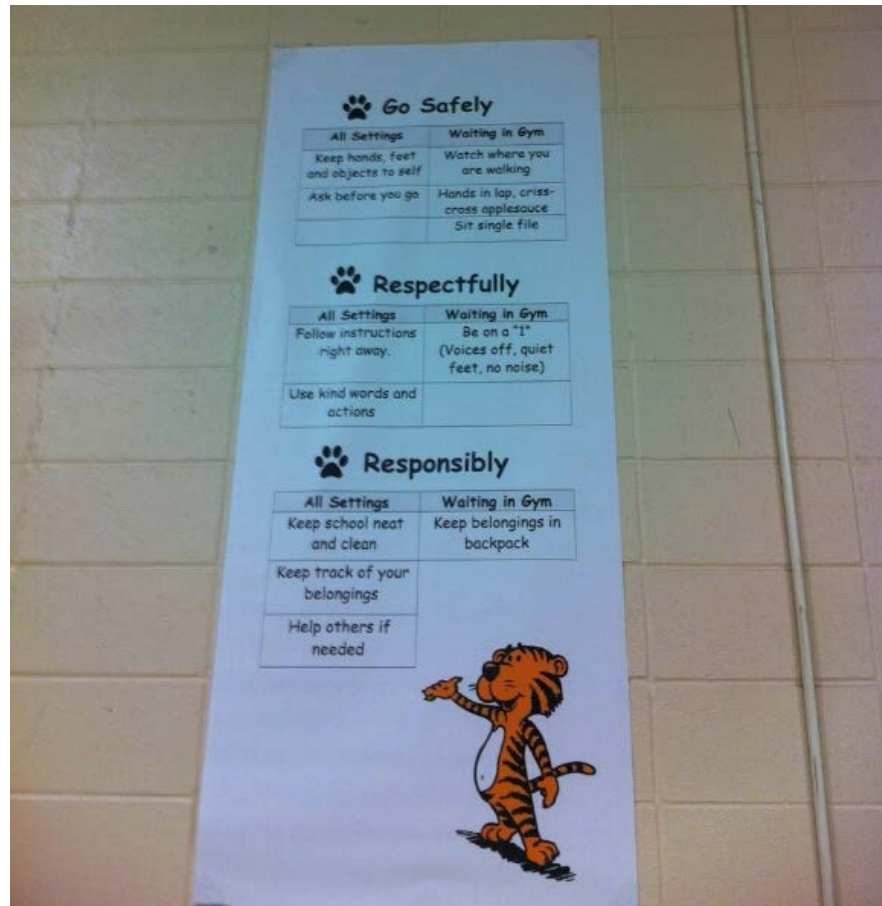 Go Safely
All Settings Waiting in Gym
Keep hands, feet
and objects to self
Watch where you
are walking
Ask before you go
Hands in lap, criss-
cross applesauce
Sit single file
Respectfully
All Settings Waiting in Gym
Follow instructions
right away.
Be on a "1"
(Voices off, quiet
feet, no noise)
Use kind words and
actions
Responsibly
All Settings Waiting in Gym
Keep school neat
and clean
Keep belongings in
backpack
Keep track of your
belongings
Help others if
needed